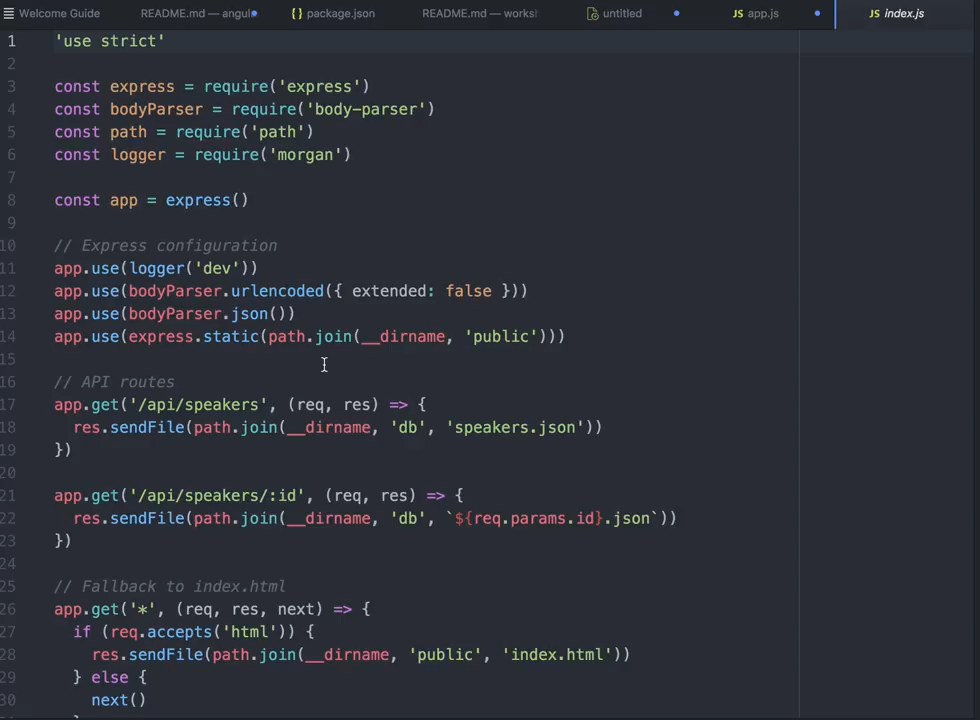 Welcome Guide README.md — angul package.json README.md — worksh untitled JS app.js JS index.js
1 'use strict'
2
3 const express = require('express')
4 const bodyParser = require('body-parser')
5 const path = require('path')
6 const logger = require('morgan')
7
8 const app = express()
9
10 // Express configuration
11 app.use(logger('dev'))
12 app.use(bodyParser.urlencoded({ extended: false }))
13 app.use(bodyParser.json())
14 app.use(express.static(path.join(__dirname, 'public')))
15
16 // API routes
17 app.get('/api/speakers', (req, res) => {
18 res.sendFile(path.join(__dirname, 'db', 'speakers.json'))
19 })
20
21 app.get('/api/speakers/:id', (req, res) => {
22 res.sendFile(path.join(__dirname, 'db', `${req.params.id}.json`))
23 })
24
25 // Fallback to index.html
26 app.get('*', (req, res, next) => {
27 if (req.accepts('html')) {
28 res.sendFile(path.join(__dirname, 'public', 'index.html'))
29 } else {
30 next()